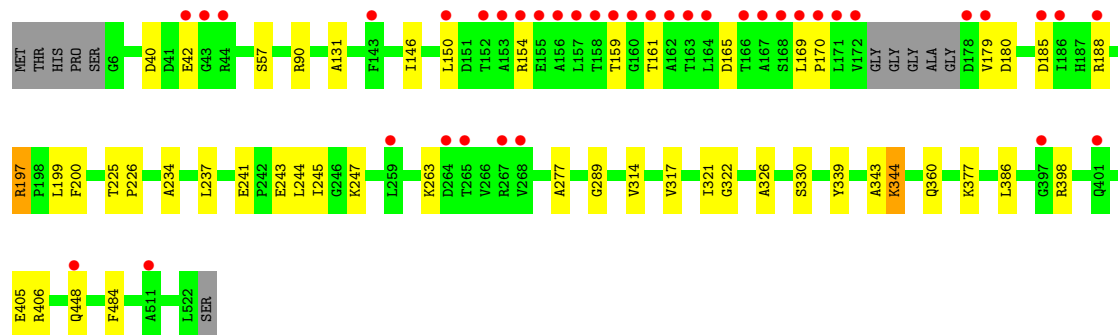 MET THR HIS PRO SER G6 D40 D41 E42 G43 R44 S57 R90 A131 F143 I146 L150 D151 T152 A153 R154 E155 A156 L157 T158 T159 G160 T161 A162 T163 L164 D165 T166 A167 S168 L169 P170 L171 V172 GLY GLY GLY ALA GLY D178 V179 D180 D185 I186 H187 R188
R197 P198 L199 F200 T225 P226 A234 L237 E241 P242 E243 L244 I245 G246 K247 L259 K263 D264 T265 V266 R267 V268 A277 G289 V314 V317 I321 G322 A326 S330 Y339 A343 K344 Q360 K377 L386 G397 R398 Q401
E405 R406 Q448 F484 A511 L522 SER